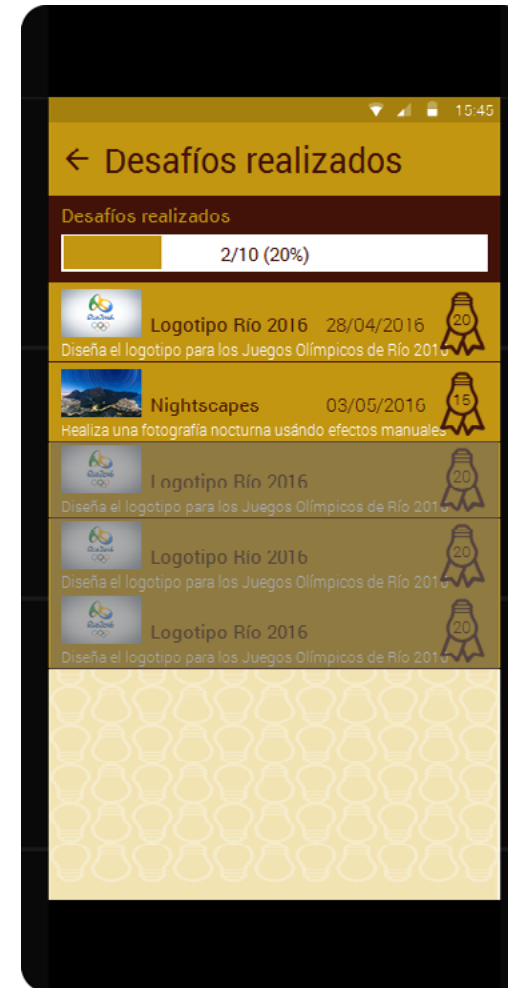 15:45
← Desafíos realizados
Desafíos realizados
2/10 (20%)
Logotipo Río 2016 28/04/2016 20
Diseña el logotipo para los Juegos Olímpicos de Río 2016
Nightscapes 03/05/2016 15
Realiza una fotografía nocturna usándo efectos manuales
Logotipo Río 2016 20
Diseña el logotipo para los Juegos Olímpicos de Río 2016
Logotipo Río 2016 20
Diseña el logotipo para los Juegos Olímpicos de Río 2016
Logotipo Río 2016 20
Diseña el logotipo para los Juegos Olímpicos de Río 2016